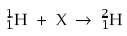 ¹₁H + X → ²₁H